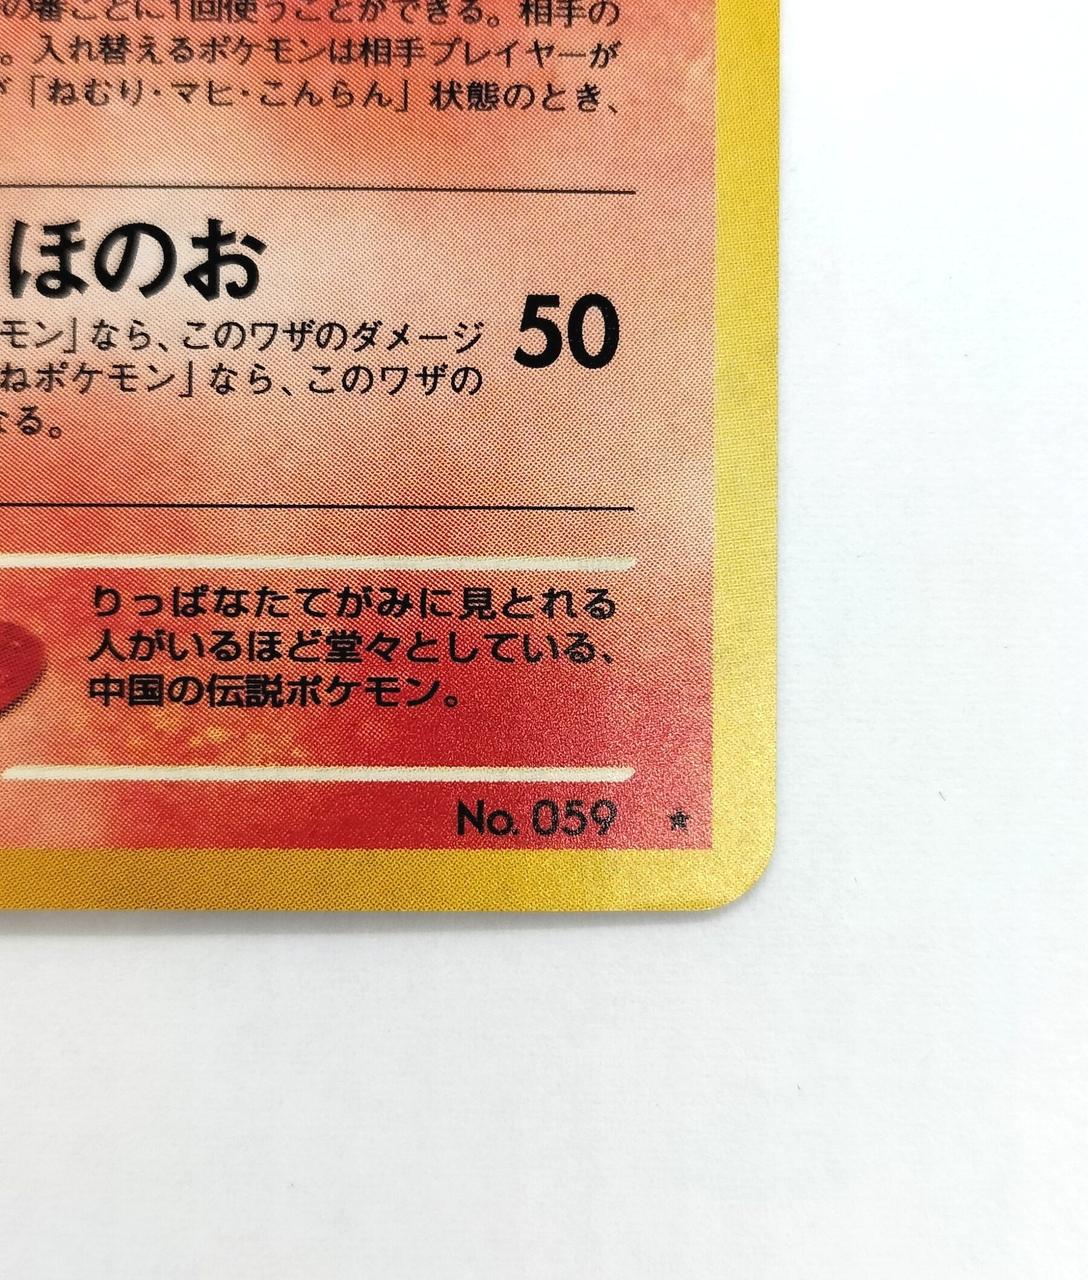 の番ごとに1回使うことができる。相手の
。入れ替えるポケモンは相手プレイヤーが
「ねむり・マヒ・こんらん」状態のとき、
ほのお
50
モン」なら、このワザのダメージ
ねポケモン」なら、このワザの
なる。
りっぱなたてがみに見とれる
人がいるほど堂々としている、
中国の伝説ポケモン。
No. 059 ★